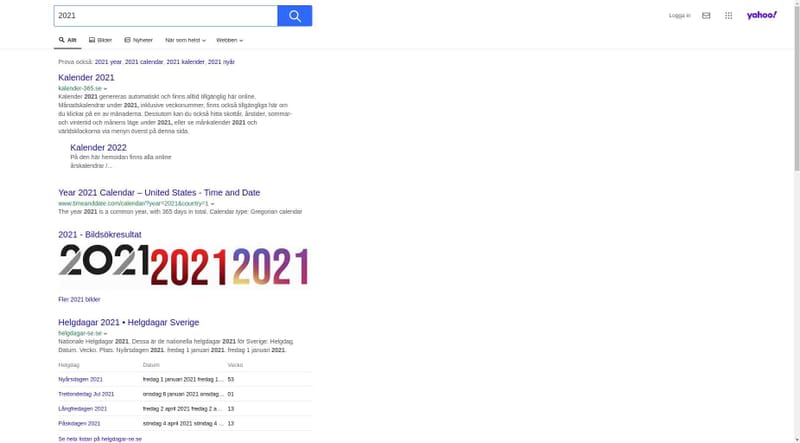 2021
Logga in
yahoo!
Allt
Bilder
Nyheter
När som helst
Webben
Prova också: 2021 year, 2021 calendar, 2021 kalender, 2021 nyår
Kalender 2021
kalender-365.se
Kalender 2021 genereras automatiskt och finns alltid tillgänglig här online.
Månadskalendrar under 2021, inklusive veckonummer, finns också tillgängliga här om
du klickar på en av månaderna. Dessutom kan du också hitta skottår, årstider, sommar-
och vintertid och månens läge under 2021, eller se månkalender 2021 och
världsklockorna via menyn överst på denna sida.
Kalender 2022
På den här hemsidan finns alla online
årskalendrar /...
Year 2021 Calendar – United States - Time and Date
www.timeanddate.com/calendar/?year=2021&country=1
The year 2021 is a common year, with 365 days in total. Calendar type: Gregorian calendar
2021 - Bildsökresultat
2021 2021 2021
Fler 2021 bilder
Helgdagar 2021 • Helgdagar Sverige
helgdagar-se.se
Nationale Helgdagar 2021. Dessa är de nationella helgdagar 2021 för Sverige: Helgdag.
Datum. Vecko. Plats. Nyårsdagen 2021. fredag 1 januari 2021. fredag 1 januari 2021.
Helgdag Datum Vecko
Nyårsdagen 2021 fredag 1 januari 2021 fredag 1... 53
Trettondedag Jul 2021 onsdag 6 januari 2021 onsdag... 01
Långfredagen 2021 fredag 2 april 2021 fredag 2 a... 13
Påskdagen 2021 söndag 4 april 2021 söndag 4 ... 13
Se hela listan på helgdagar-se.se